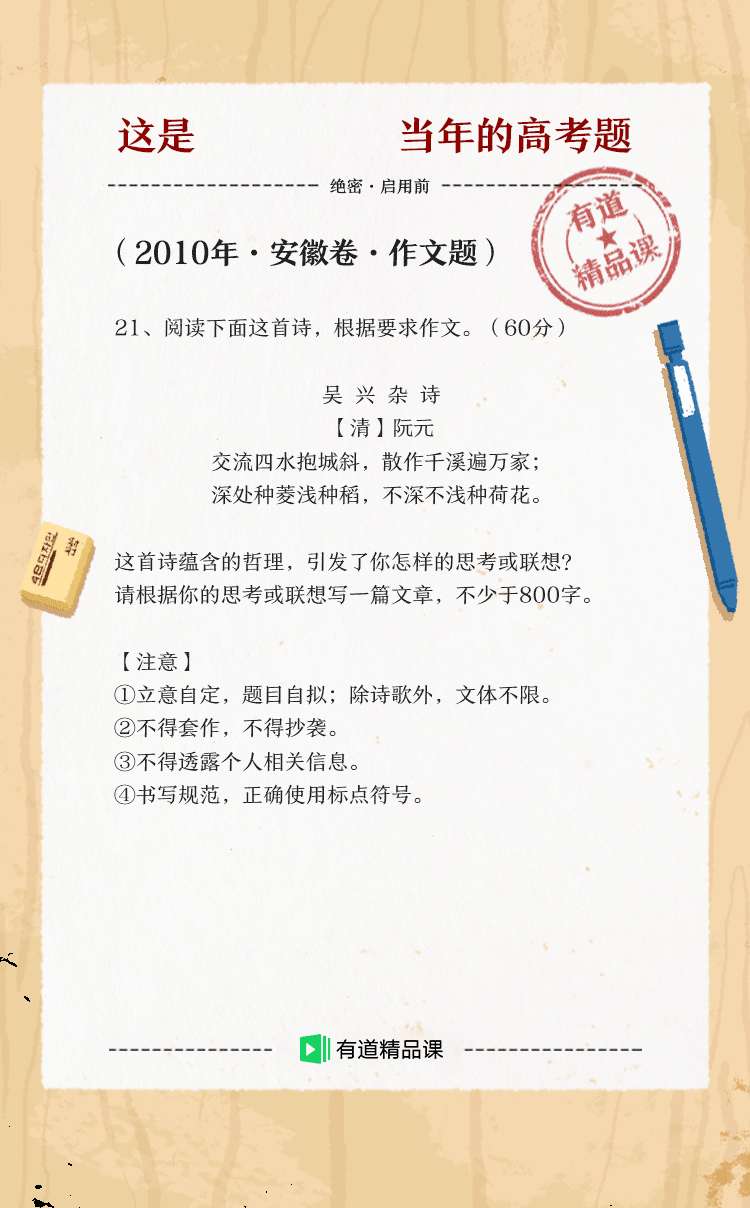 这是 当年的高考题
绝密·启用前
有道
精品课
（2010年·安徽卷·作文题）
21、阅读下面这首诗，根据要求作文。（60分）
吴 兴 杂 诗
【清】阮元
交流四水抱城斜，散作千溪遍万家；
深处种菱浅种稻，不深不浅种荷花。
这首诗蕴含的哲理，引发了你怎样的思考或联想？
请根据你的思考或联想写一篇文章，不少于800字。
【注意】
①立意自定，题目自拟；除诗歌外，文体不限。
②不得套作，不得抄袭。
③不得透露个人相关信息。
④书写规范，正确使用标点符号。
有道精品课